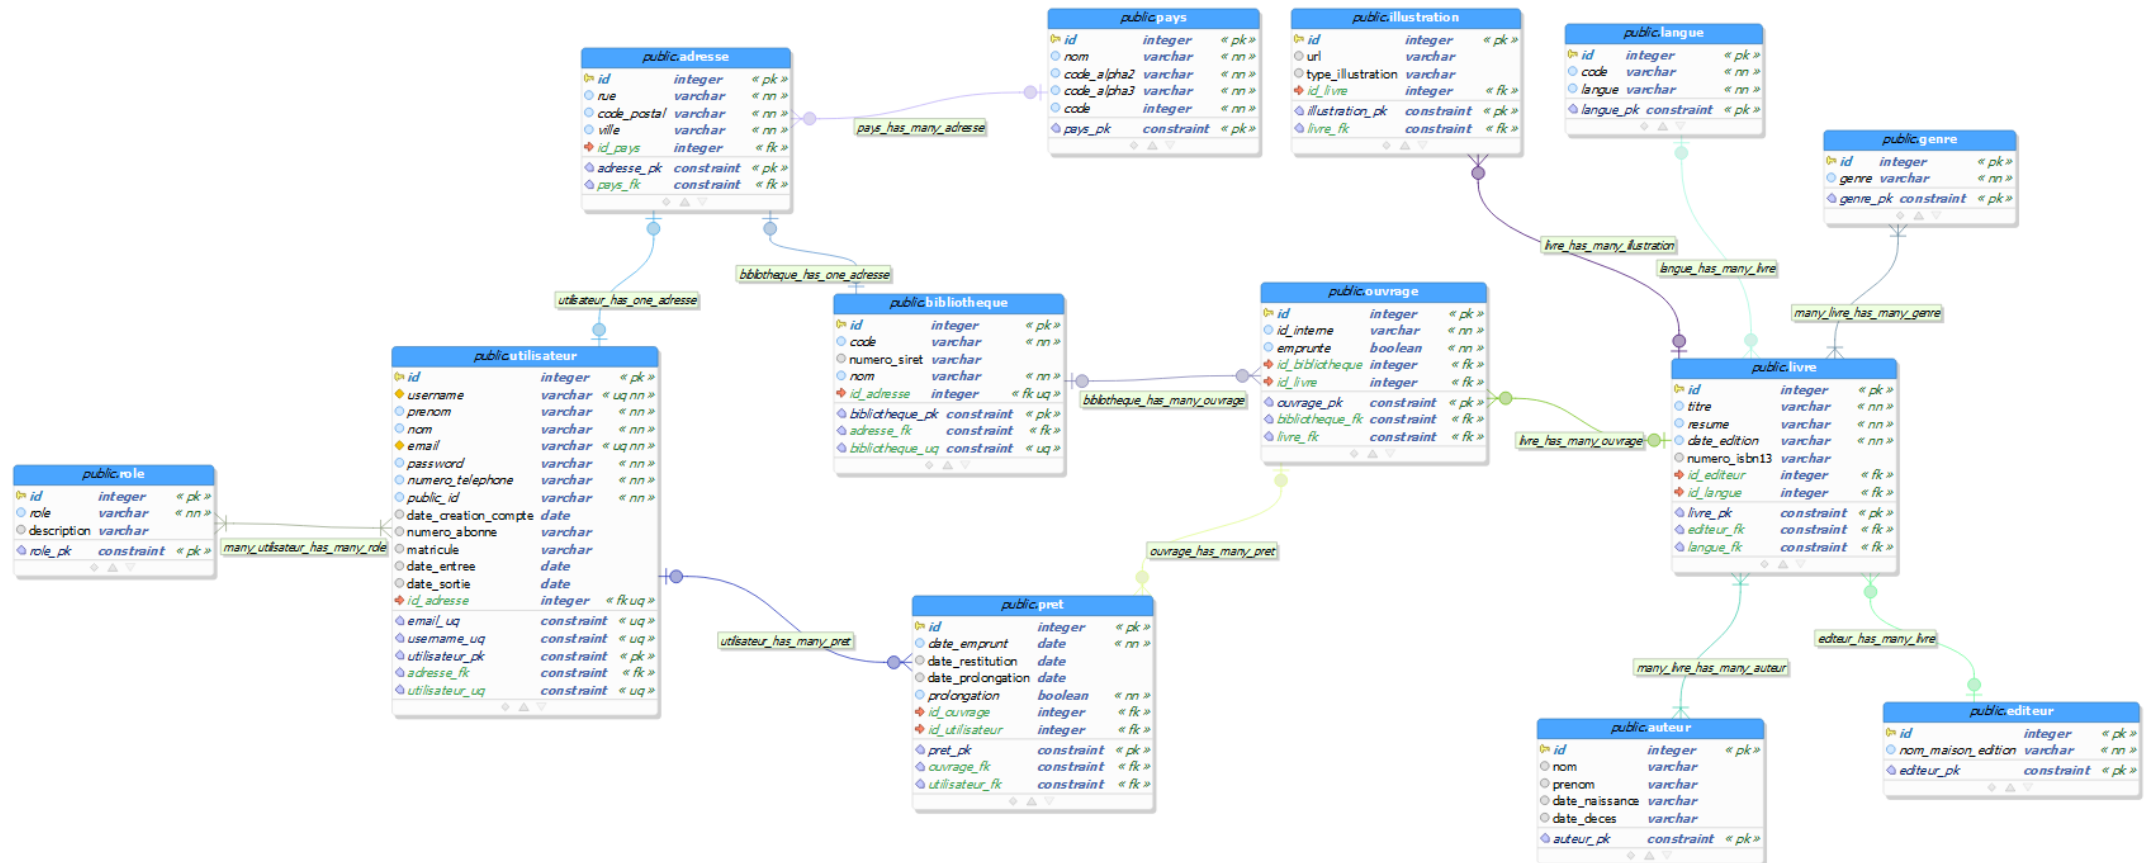 public.pays
id integer « pk »
nom varchar « nn »
code_alpha2 varchar « nn »
code_alpha3 varchar « nn »
code integer « nn »
pays_pk constraint « pk »
public.illustration
id integer « pk »
url varchar
type_illustration varchar
id_livre integer « fk »
illustration_pk constraint « pk »
livre_fk constraint « fk »
public.langue
id integer « pk »
code varchar « nn »
langue varchar « nn »
langue_pk constraint « pk »
public.adresse
id integer « pk »
rue varchar « nn »
code_postal varchar « nn »
ville varchar « nn »
id_pays integer « fk »
adresse_pk constraint « pk »
pays_fk constraint « fk »
pays_has_many_adresse
public.genre
id integer « pk »
genre varchar « nn »
genre_pk constraint « pk »
livre_has_many_illustration
langue_has_many_livre
bibliotheque_has_one_adresse
utilisateur_has_one_adresse
many_livre_has_many_genre
public.bibliotheque
id integer « pk »
code varchar « nn »
numero_siret varchar
nom varchar « nn »
id_adresse integer « fk uq »
bibliotheque_pk constraint « pk »
adresse_fk constraint « fk »
bibliotheque_uq constraint « uq »
public.ouvrage
id integer « pk »
id_interne varchar « nn »
emprunte boolean « nn »
id_bibliotheque integer « fk »
id_livre integer « fk »
ouvrage_pk constraint « pk »
bibliotheque_fk constraint « fk »
livre_fk constraint « fk »
bibliotheque_has_many_ouvrage
livre_has_many_ouvrage
public.utilisateur
id integer « pk »
username varchar « uq nn »
prenom varchar « nn »
nom varchar « nn »
email varchar « uq nn »
password varchar « nn »
numero_telephone varchar « nn »
public_id varchar « nn »
date_creation_compte date
numero_abonne varchar
matricule varchar
date_entree date
date_sortie date
id_adresse integer « fk uq »
email_uq constraint « uq »
username_uq constraint « uq »
utilisateur_pk constraint « pk »
adresse_fk constraint « fk »
utilisateur_uq constraint « uq »
public.livre
id integer « pk »
titre varchar « nn »
resume varchar « nn »
date_edition varchar « nn »
numero_isbn13 varchar
id_editeur integer « fk »
id_langue integer « fk »
livre_pk constraint « pk »
editeur_fk constraint « fk »
langue_fk constraint « fk »
public.role
id integer « pk »
role varchar « nn »
description varchar
role_pk constraint « pk »
many_utilisateur_has_many_role
ouvrage_has_many_pret
utilisateur_has_many_pret
public.pret
id integer « pk »
date_emprunt date « nn »
date_restitution date
date_prolongation date
prolongation boolean « nn »
id_ouvrage integer « fk »
id_utilisateur integer « fk »
pret_pk constraint « pk »
ouvrage_fk constraint « fk »
utilisateur_fk constraint « fk »
editeur_has_many_livre
many_livre_has_many_auteur
public.auteur
id integer « pk »
nom varchar
prenom varchar
date_naissance varchar
date_deces varchar
auteur_pk constraint « pk »
public.editeur
id integer « pk »
nom_maison_edition varchar « nn »
editeur_pk constraint « pk »